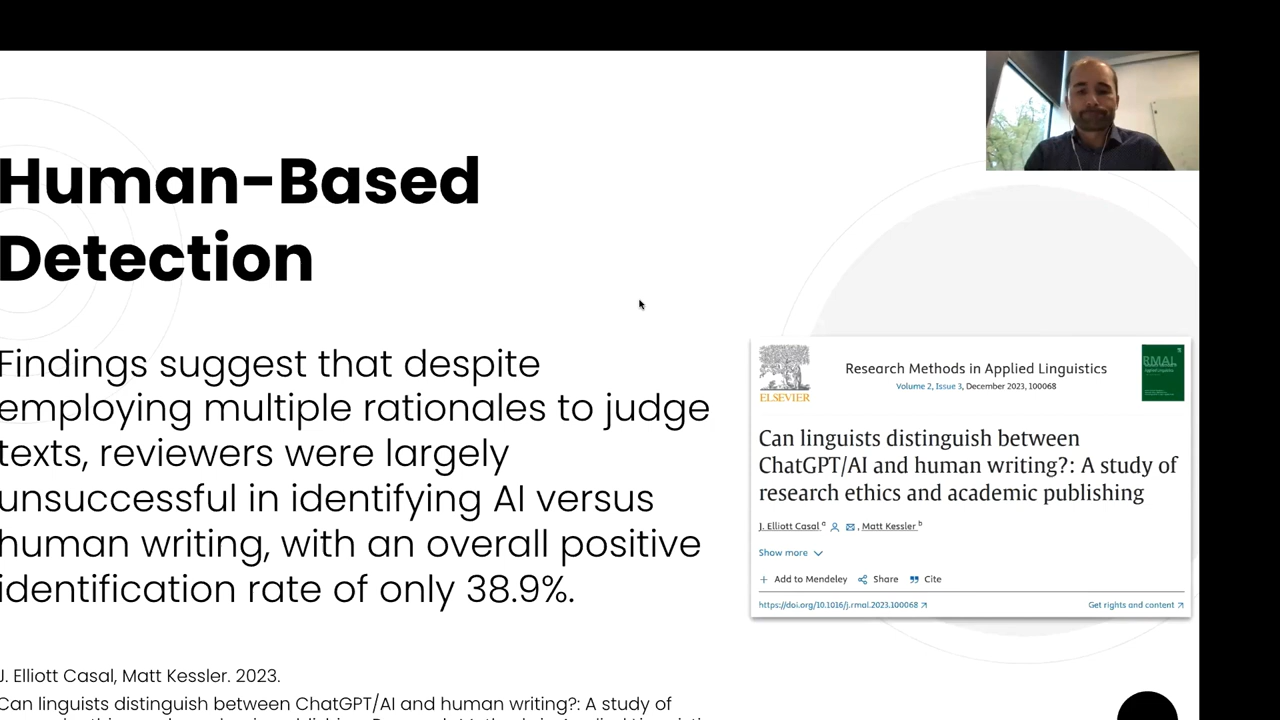 Human-Based
Detection
Findings suggest that despite
employing multiple rationales to judge
texts, reviewers were largely
unsuccessful in identifying AI versus
human writing, with an overall positive
identification rate of only 38.9%.
J. Elliott Casal, Matt Kessler. 2023.
Can linguists distinguish between ChatGPT/AI and human writing?: A study of
ELSEVIER
Research Methods in Applied Linguistics
Volume 2, Issue 3, December 2023, 100068
RMAL
Can linguists distinguish between
ChatGPT/AI and human writing?: A study of
research ethics and academic publishing
J. Elliott Casal a, Matt Kessler b
Show more
Add to Mendeley Share Cite
https://doi.org/10.1016/j.rmal.2023.100068 Get rights and content